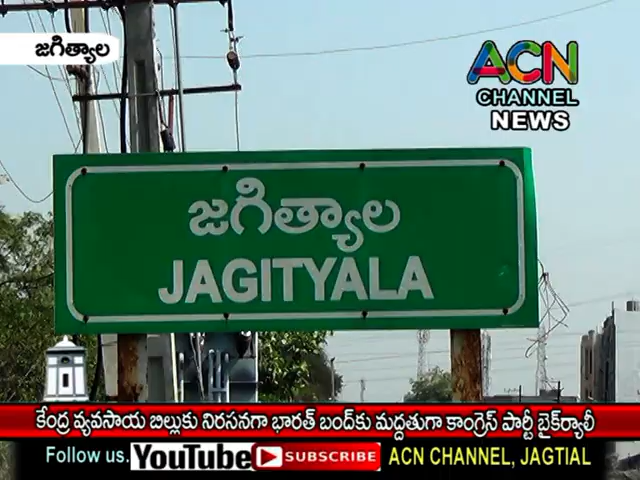 జగిత్యాల
ACN
CHANNEL
NEWS
జగిత్యాల
JAGITYALA
కేంద్ర వ్యవసాయ బిల్లుకు నిరసనగా భారత్ బంద్‌కు మద్దతుగా కాంగ్రెస్ పార్టీ బైక్‌ర్యాలీ
Follow us. YouTube SUBSCRIBE ACN CHANNEL, JAGTIAL